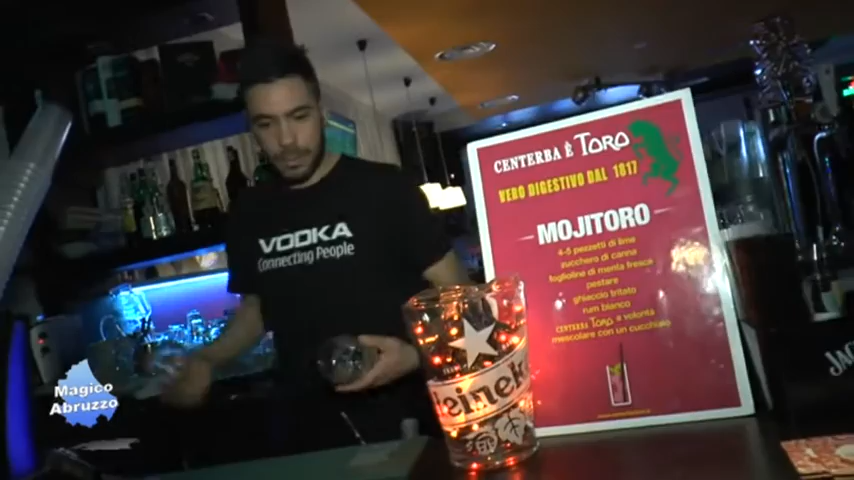 CENTERBA È TORO
VERO DIGESTIVO DAL 1817
MOJITORO
4-5 pezzetti di lime
zucchero di canna
foglioline di menta fresca
pestare
ghiaccio tritato
rum bianco
CENTERBA TORO a volontà
mescolare con un cucchiaio
VODKA
Connecting People
Heineken
Magico
Abruzzo